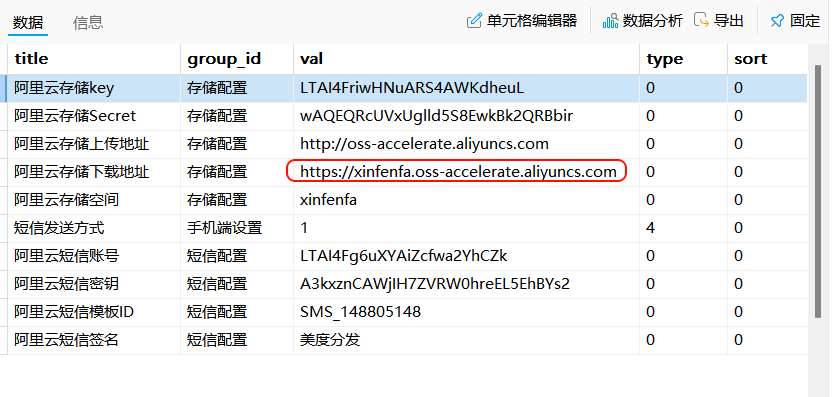 数据 信息 单元格编辑器 数据分析 导出 固定
title group_id val type sort
阿里云存储key 存储配置 LTAI4FriwHNuARS4AWKdheuL 0 0
阿里云存储Secret 存储配置 wAQEQRcUVxUglld5S8EwkBk2QRBbir 0 0
阿里云存储上传地址 存储配置 http://oss-accelerate.aliyuncs.com 0 0
阿里云存储下载地址 存储配置 https://xinfenfa.oss-accelerate.aliyuncs.com 0 0
阿里云存储空间 存储配置 xinfenfa 0 0
短信发送方式 手机端设置 1 4 0
阿里云短信账号 短信配置 LTAI4Fg6uXYAiZcfwa2YhCZk 0 0
阿里云短信密钥 短信配置 A3kxznCAWjIH7ZVRW0hreEL5EhBYs2 0 0
阿里云短信模板ID 短信配置 SMS_148805148 0 0
阿里云短信签名 短信配置 美度分发 0 0